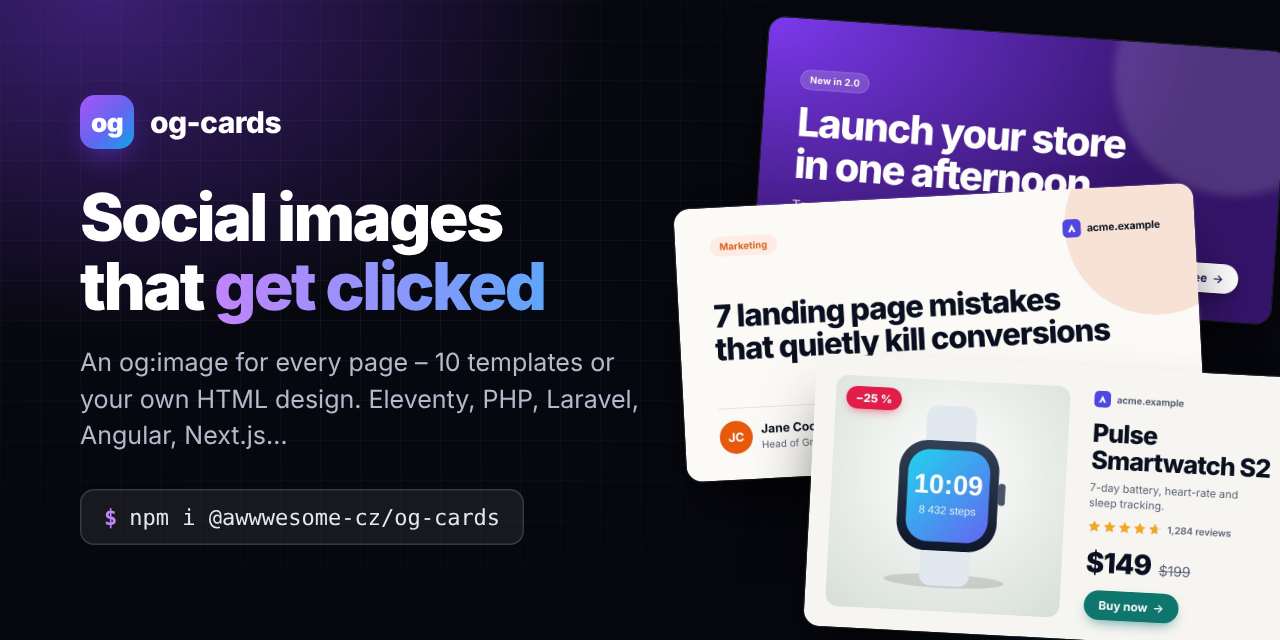 og
og-cards
Social images
that get clicked
An og:image for every page – 10 templates or
your own HTML design. Eleventy, PHP, Laravel,
Angular, Next.js...
$ npm i @awwwesome-cz/og-cards
New in 2.0
Launch your store
in one afternoon
→
Marketing
acme.example
7 landing page mistakes
that quietly kill conversions
JC
Jane
Head of
−25 %
10:09
8 432 steps
acme.example
Pulse
Smartwatch S2
7-day battery, heart-rate and
sleep tracking.
1,284 reviews
$149 $199
Buy now →